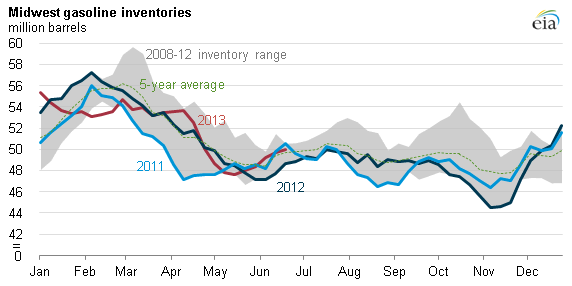 Midwest gasoline inventories
million barrels
eia
60
58
56
54
52
50
48
46
44
42
0
2008-12 inventory range
5-year average
2013
2011
2012
Jan Feb Mar Apr May Jun Jul Aug Sep Oct Nov Dec